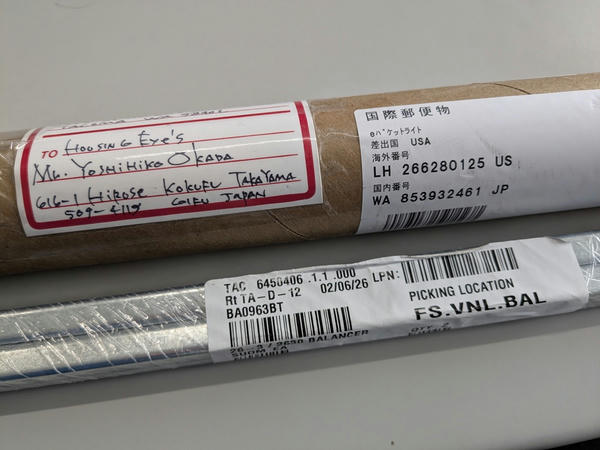 TO HOUSING EYE'S
MR. YOSHIHIKO OKADA
616-1 HIROSE KOKUFU TAKAYAMA
509-4119 GIFU JAPAN
国際郵便物
eパケットライト
差出国 USA
海外番号
LH 266280125 US
国内番号
WA 853932461 JP
TAC 6450406 .1.1 .000 LPN:
Rt TA-D-12 02/06/26
BA0963BT
PICKING LOCATION
FS.VNL.BAL
BALANCER